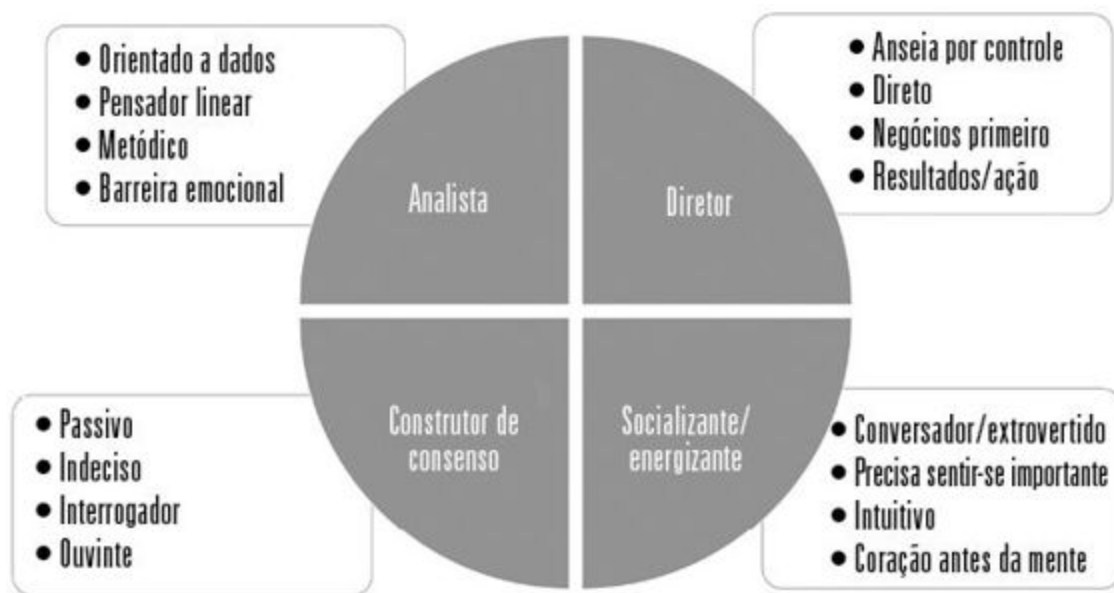 ● Orientado a dados
● Pensador linear
● Metódico
● Barreira emocional
Analista
Diretor
● Anseia por controle
● Direto
● Negócios primeiro
● Resultados/ação
● Passivo
● Indeciso
● Interrogador
● Ouvinte
Construtor de
consenso
Socializante/
energizante
● Conversador/extrovertido
● Precisa sentir-se importante
● Intuitivo
● Coração antes da mente